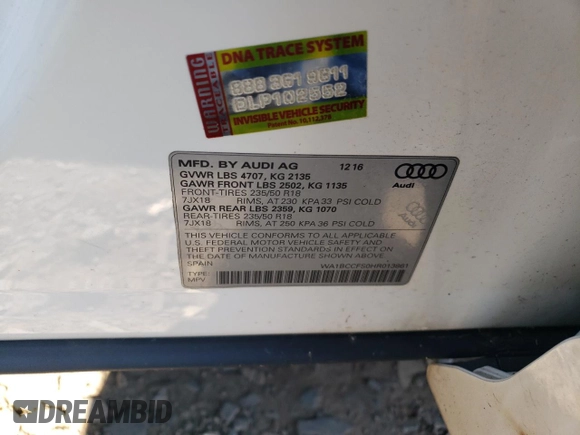 WARNING
DNA TRACE SYSTEM
888 361 9811
DLP102552
INVISIBLE VEHICLE SECURITY
MFD. BY AUDI AG 12 16
GVWR LBS 4707, KG 2135
GAWR FRONT LBS 2502, KG 1135
FRONT-TIRES 235/50 R18
7JX18 RIMS, AT 230 KPA 33 PSI COLD
GAWR REAR LBS 2359, KG 1070
REAR-TIRES 235/50 R18
7JX18 RIMS, AT 250 KPA 36 PSI COLD
THIS VEHICLE CONFORMS TO ALL APPLICABLE
U.S. FEDERAL MOTOR VEHICLE SAFETY AND
THEFT PREVENTION STANDARDS IN EFFECT ON
THE DATE OF MANUFACTURE SHOWN ABOVE.
SPAIN
TYPE:
MPV
Audi
Audi
DREAMBID